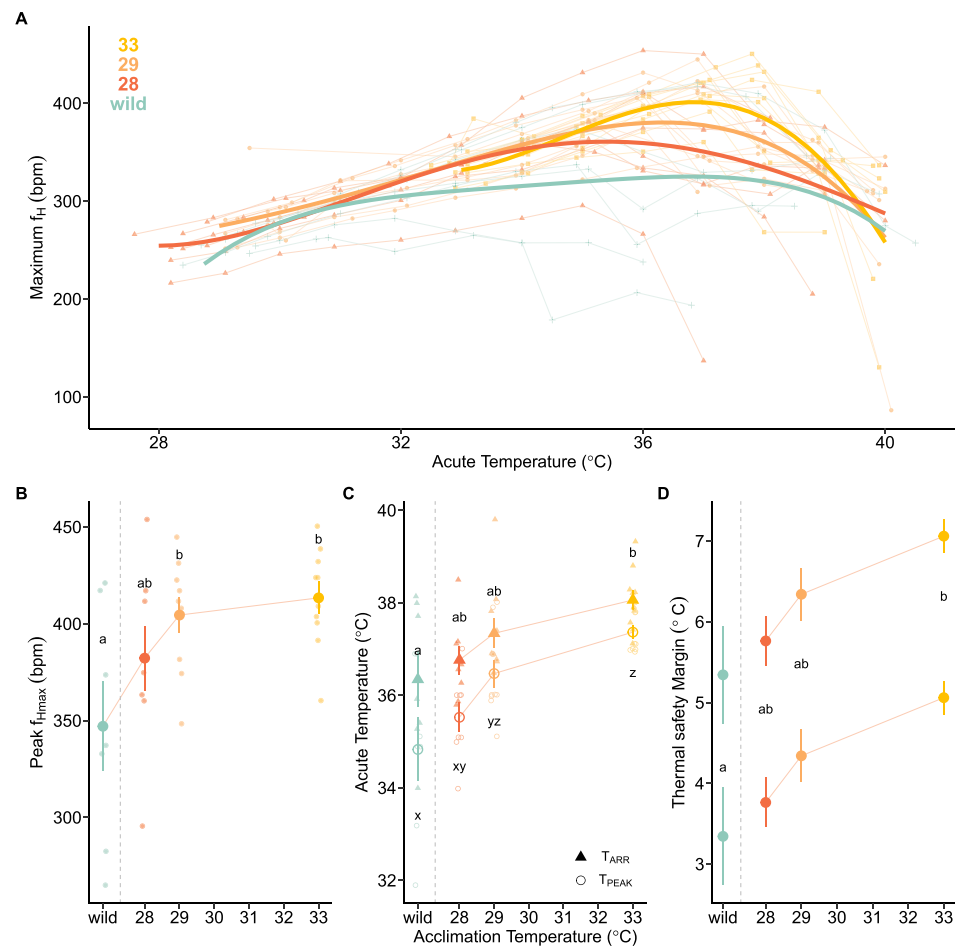 A
33
29
28
wild
400
300
200
100
Maximum fH (bpm)
28 32 36 40
Acute Temperature (°C)
B
450
400
350
300
Peak fHmax (bpm)
a
ab
b
b
wild 28 29 30 31 32 33
C
40
38
36
34
32
Acute Temperature (°C)
a
ab
ab
b
x
xy
yz
z
TARR
TPEAK
wild 28 29 30 31 32 33
Acclimation Temperature (°C)
D
7
6
5
4
3
Thermal safety Margin (° C)
a
ab
ab
b
wild 28 29 30 31 32 33